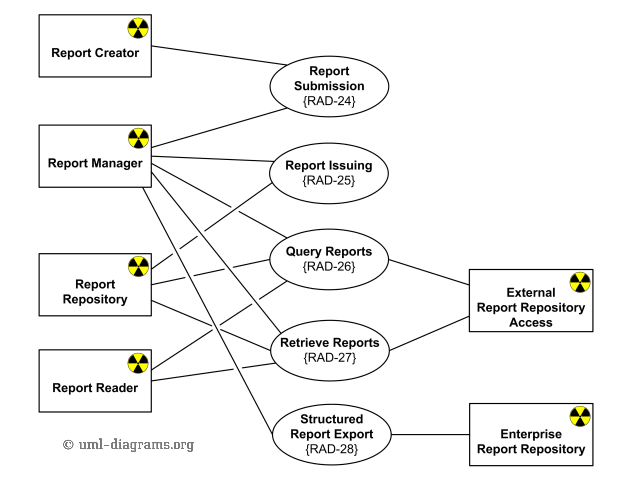 Report Creator
Report
Submission
{RAD-24}
Report Manager
Report Issuing
{RAD-25}
Query Reports
{RAD-26}
Report
Repository
External
Report Repository
Access
Retrieve Reports
{RAD-27}
Report Reader
Structured
Report Export
{RAD-28}
Enterprise
Report Repository
© uml-diagrams.org